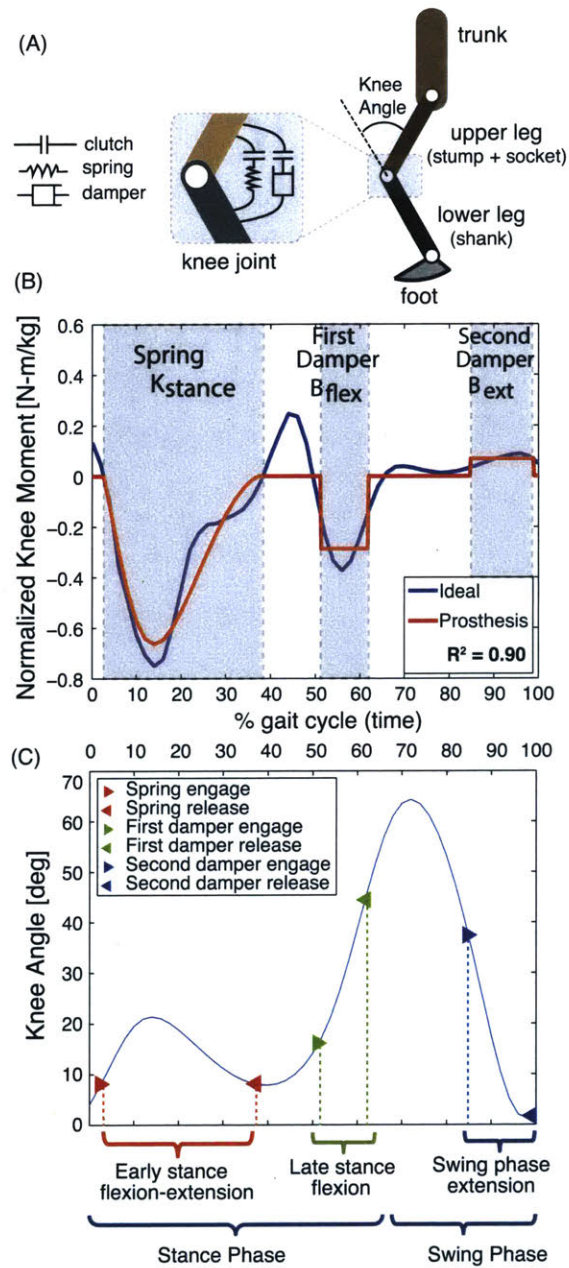 (A)
trunk
Knee
Angle
clutch
spring
damper
upper leg
(stump + socket)
lower leg
(shank)
knee joint
foot
(B)
Normalized Knee Moment [N-m/kg]
0.6
0.4
0.2
0
−0.2
−0.4
−0.6
−0.8
Spring
Kstance
First
Damper
Bflex
Second
Damper
Bext
Ideal
Prosthesis
R² = 0.90
0 10 20 30 40 50 60 70 80 90 100
% gait cycle (time)
(C)
0 10 20 30 40 50 60 70 80 90 100
Knee Angle [deg]
70
60
50
40
30
20
10
0
Spring engage
Spring release
First damper engage
First damper release
Second damper engage
Second damper release
Early stance
flexion-extension
Late stance
flexion
Swing phase
extension
Stance Phase
Swing Phase